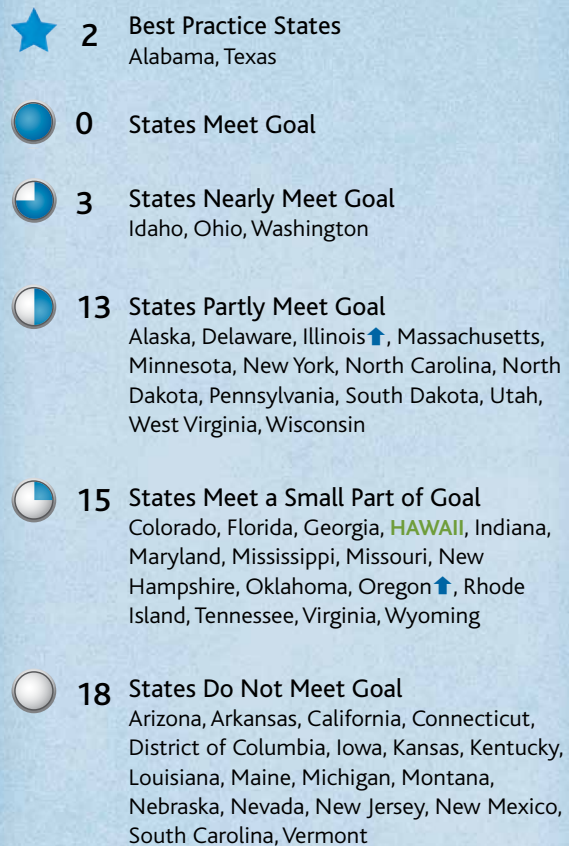 2 Best Practice States
Alabama, Texas
0 States Meet Goal
3 States Nearly Meet Goal
Idaho, Ohio, Washington
13 States Partly Meet Goal
Alaska, Delaware, Illinois⬆, Massachusetts,
Minnesota, New York, North Carolina, North
Dakota, Pennsylvania, South Dakota, Utah,
West Virginia, Wisconsin
15 States Meet a Small Part of Goal
Colorado, Florida, Georgia, HAWAII, Indiana,
Maryland, Mississippi, Missouri, New
Hampshire, Oklahoma, Oregon⬆, Rhode
Island, Tennessee, Virginia, Wyoming
18 States Do Not Meet Goal
Arizona, Arkansas, California, Connecticut,
District of Columbia, Iowa, Kansas, Kentucky,
Louisiana, Maine, Michigan, Montana,
Nebraska, Nevada, New Jersey, New Mexico,
South Carolina, Vermont